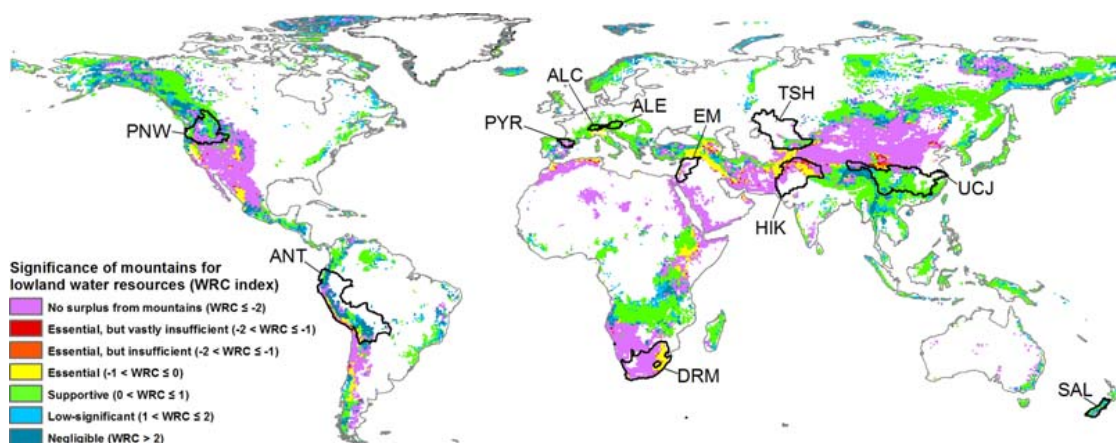 ALC
TSH
ALE
EM
PYR
PNW
UCJ
HIK
ANT
Significance of mountains for
lowland water resources (WRC index)
No surplus from mountains (WRC ≤ -2)
Essential, but vastly insufficient (-2 < WRC ≤ -1)
Essential, but insufficient (-2 < WRC ≤ -1)
Essential (-1 < WRC ≤ 0)
Supportive (0 < WRC ≤ 1)
Low-significant (1 < WRC ≤ 2)
Negligible (WRC > 2)
DRM
SAL